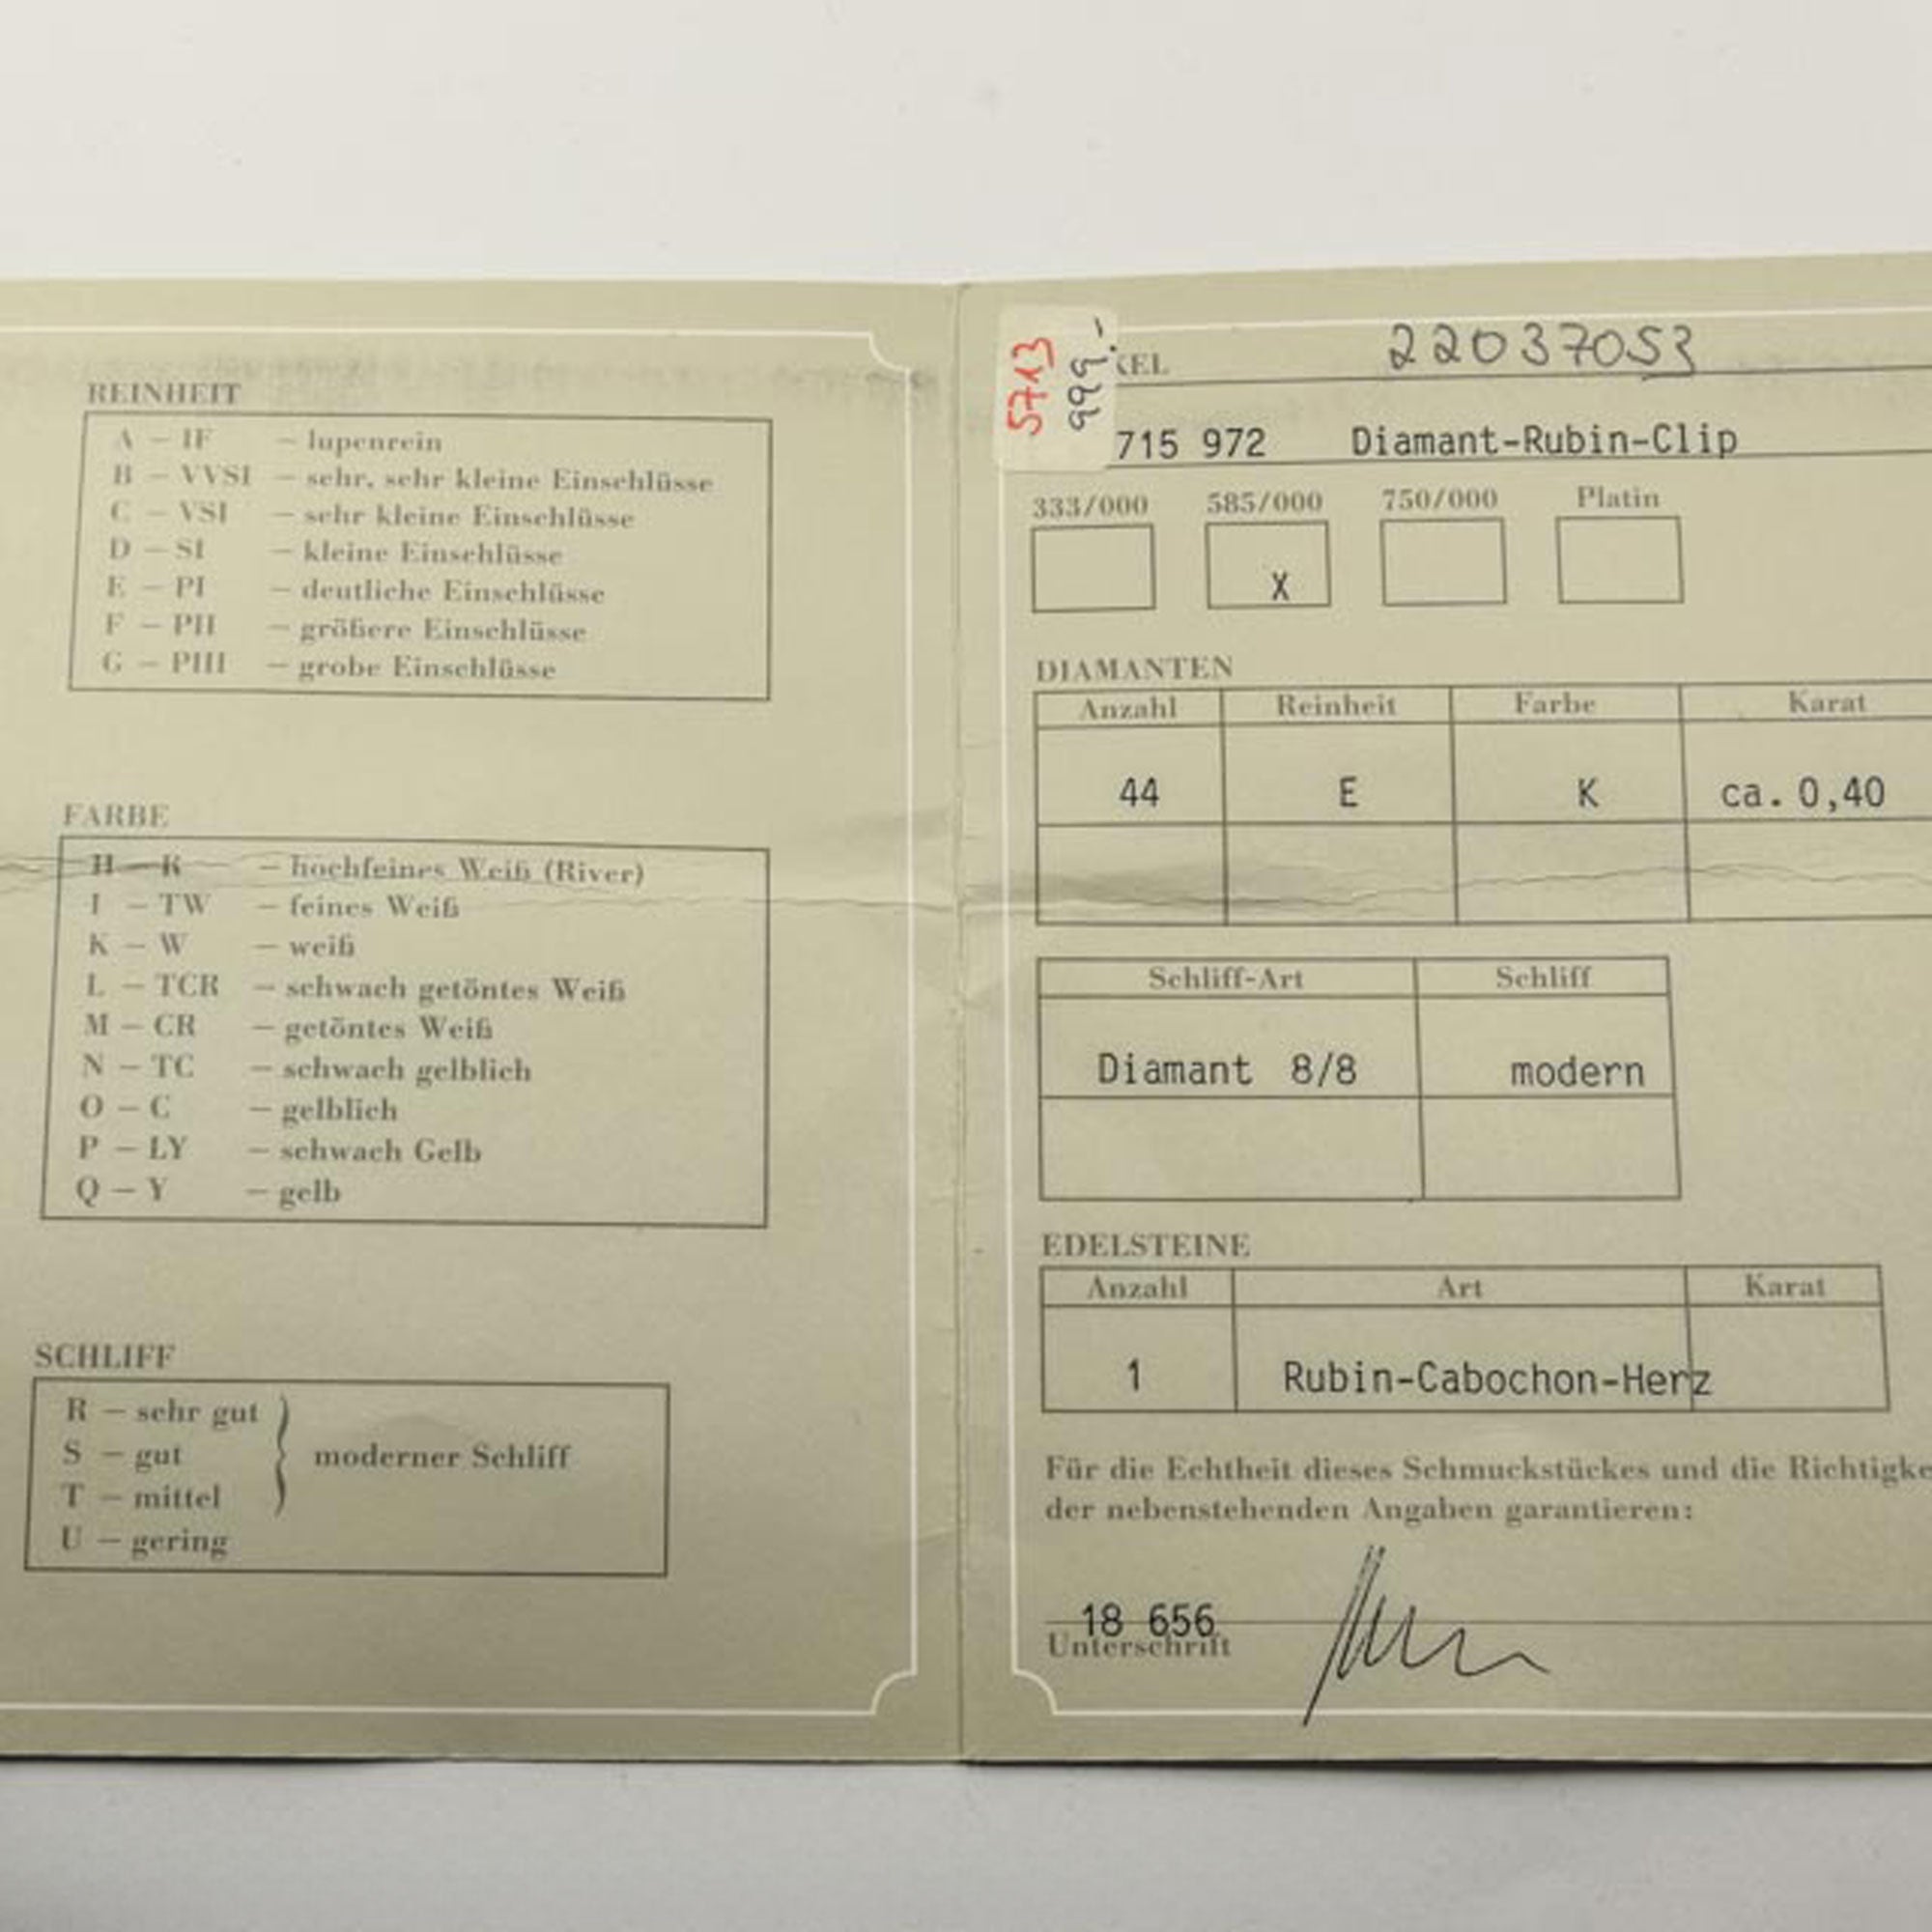 REINHEIT
A – IF – lupenrein
B – VVSI – sehr, sehr kleine Einschlüsse
C – VSI – sehr kleine Einschlüsse
D – SI – kleine Einschlüsse
E – PI – deutliche Einschlüsse
F – PII – größere Einschlüsse
G – PIII – grobe Einschlüsse
FARBE
H – R – hochfeines Weiß (River)
I – TW – feines Weiß
K – W – weiß
L – TCR – schwach getöntes Weiß
M – CR – getöntes Weiß
N – TC – schwach gelblich
O – C – gelblich
P – LY – schwach Gelb
Q – Y – gelb
SCHLIFF
R – sehr gut
S – gut
T – mittel
moderner Schliff
U – gering
5713
999.-
KEL 22037053
715 972 Diamant-Rubin-Clip
333/000 585/000 750/000 Platin
X
DIAMANTEN
Anzahl Reinheit Farbe Karat
44 E K ca. 0,40
Schliff-Art Schliff
Diamant 8/8 modern
EDELSTEINE
Anzahl Art Karat
1 Rubin-Cabochon-Herz
Für die Echtheit dieses Schmuckstückes und die Richtigke
der nebenstehenden Angaben garantieren:
18 656
Unterschrift